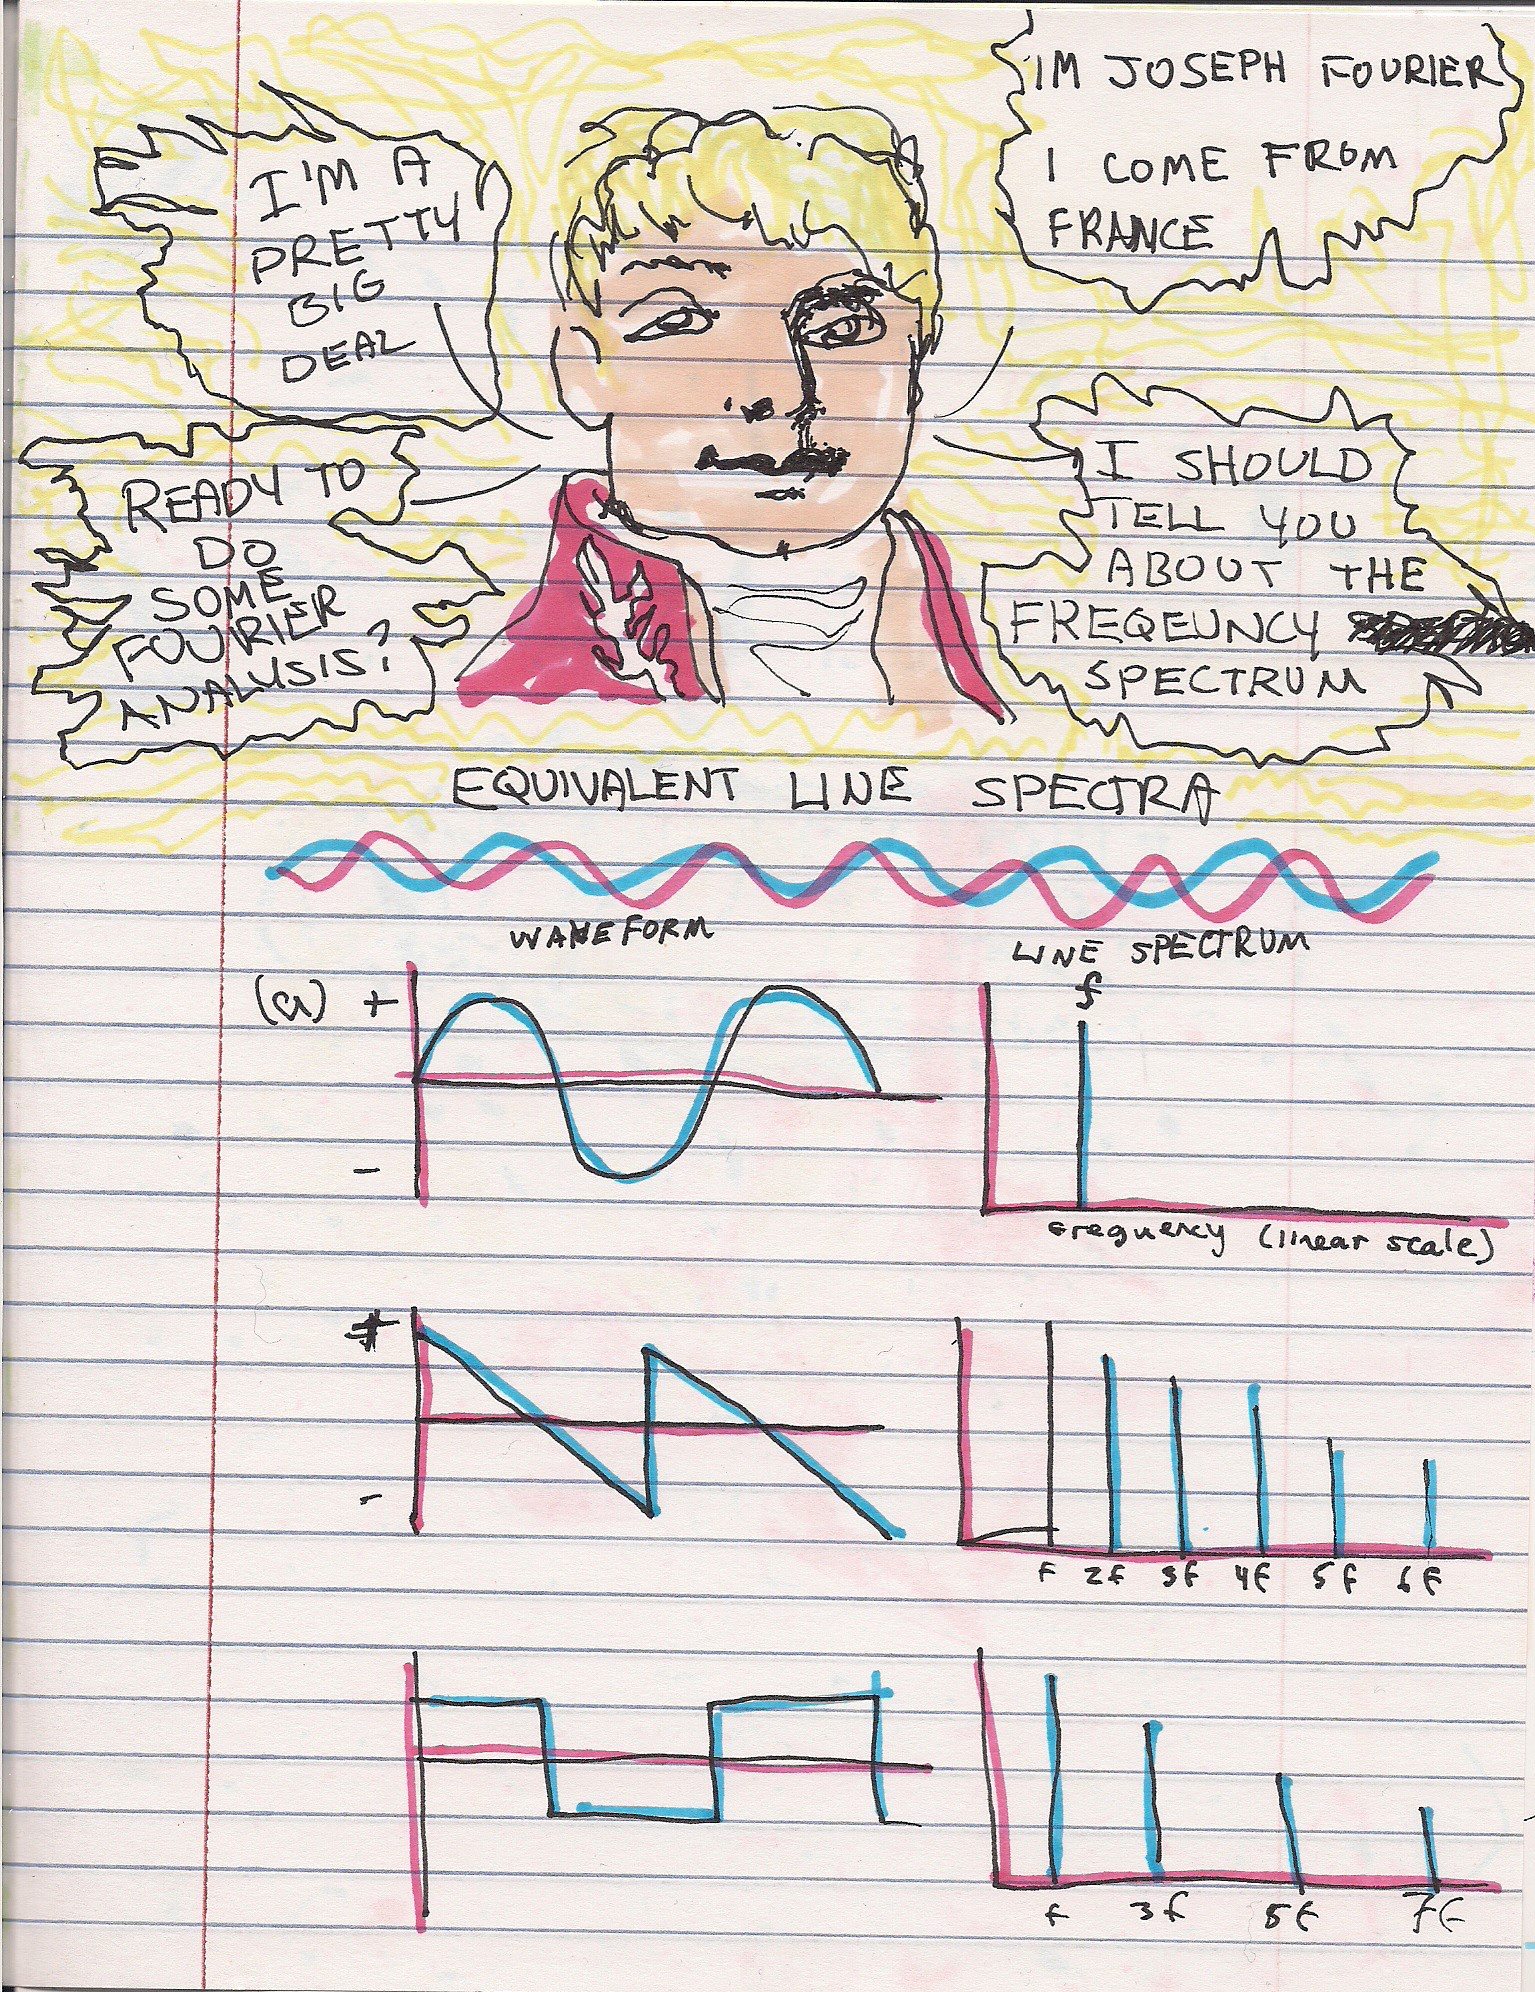 IM JOSEPH FOURIER
I COME FROM
FRANCE
I'M A
PRETTY
BIG
DEAL
I SHOULD
TELL YOU
ABOUT THE
FREQEUNCY
SPECTRUM
READY TO
DO
SOME
FOURIER
ANALYSIS?
EQUIVALENT LINE SPECTRA
WAVEFORM
LINE SPECTRUM
(a) +
f
-
frequency (linear scale)
+
-
f 2f 3f 4f 5f 6f
f 3f 5f 7f